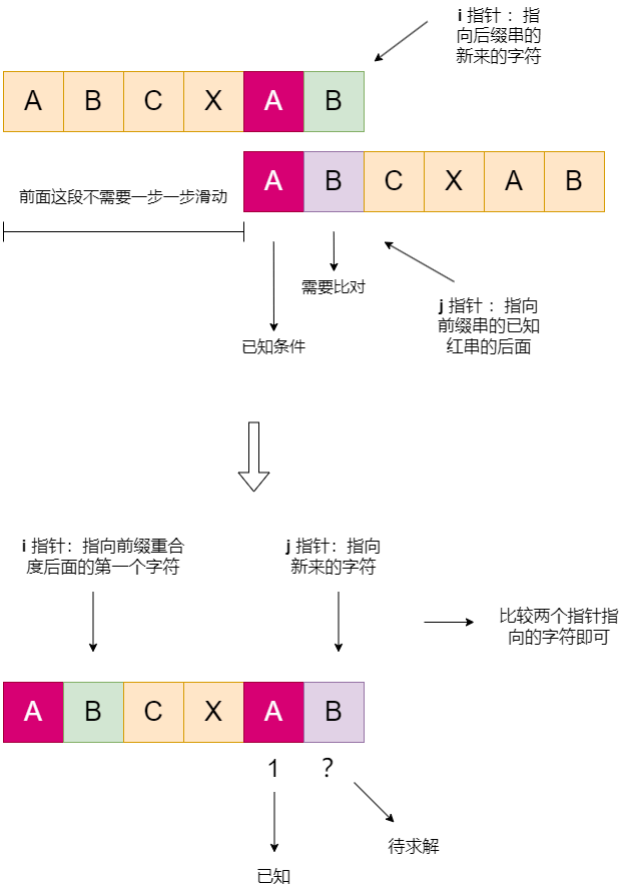 i 指针 ：指
向后缀串的
新来的字符
A B C X A B
A B C X A B
前面这段不需要一步一步滑动
需要比对
已知条件
j 指针 ：指向
前缀串的已知
红串的后面
i 指针：指向前缀重合
度后面的第一个字符
j 指针：指向
新来的字符
比较两个指针指
向的字符即可
A B C X A B
1 ？
待求解
已知